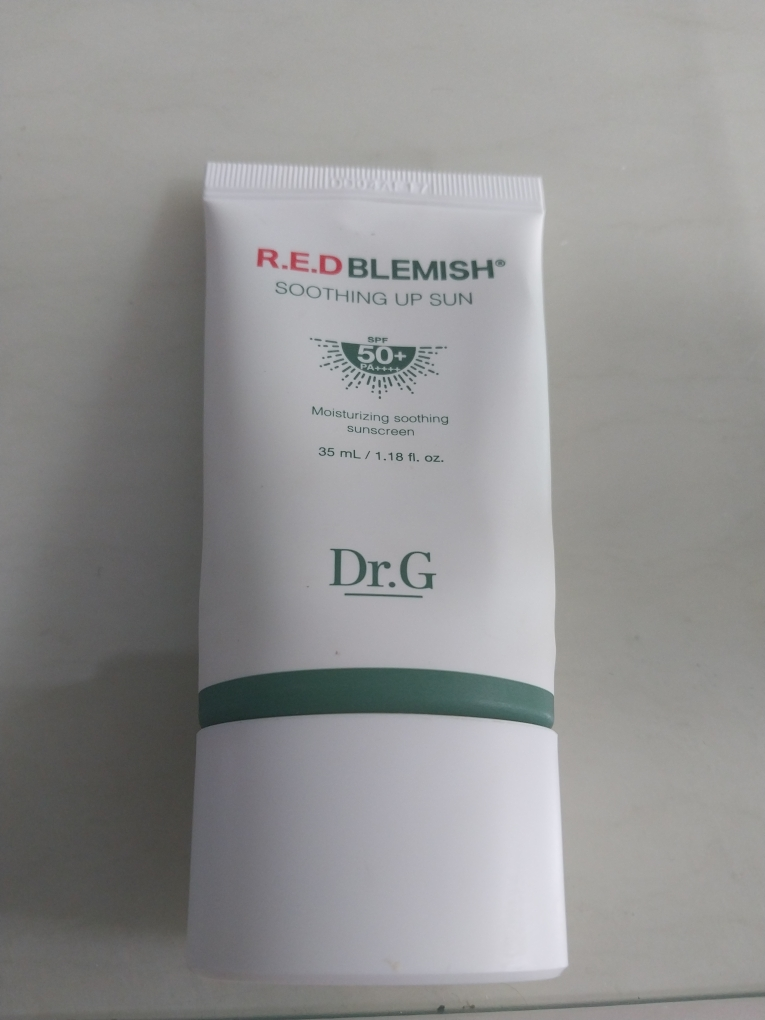 R.E.D BLEMISH®
SOOTHING UP SUN
SPF
50+
PA++++
Moisturizing soothing
sunscreen
35 mL / 1.18 fl. oz.
Dr.G